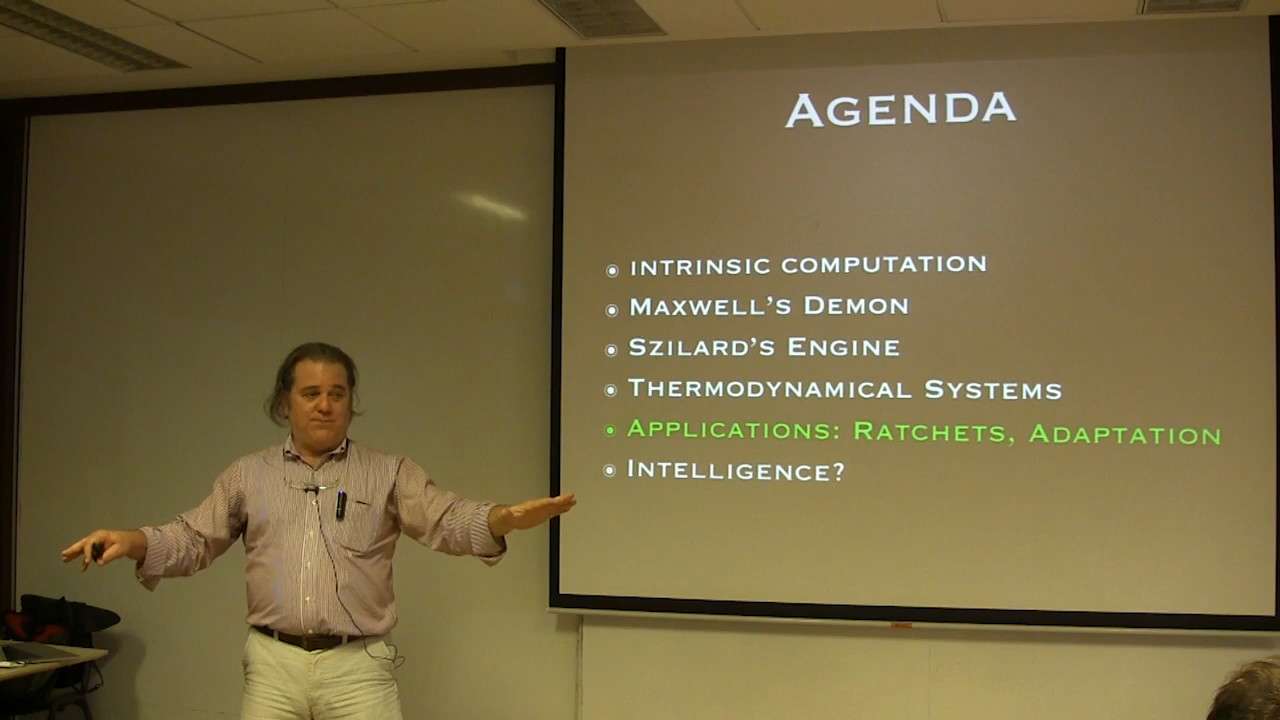 AGENDA
INTRINSIC COMPUTATION
MAXWELL'S DEMON
SZILARD'S ENGINE
THERMODYNAMICAL SYSTEMS
APPLICATIONS: RATCHETS, ADAPTATION
INTELLIGENCE?